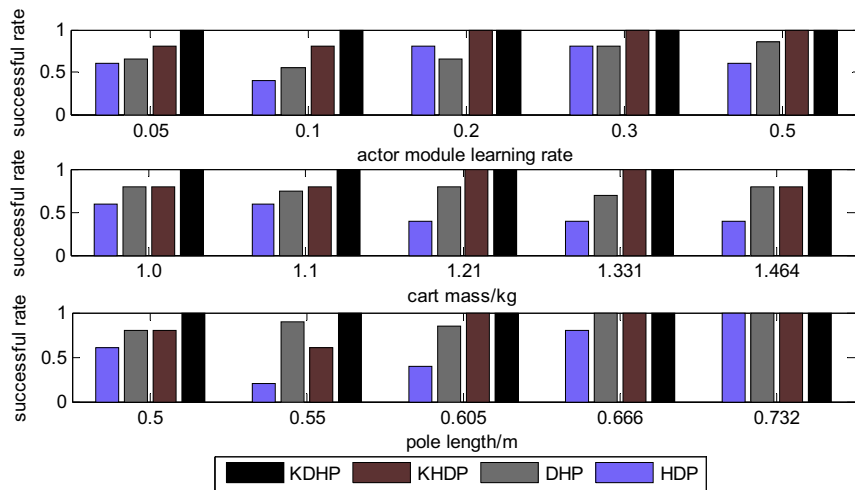 successful rate
1
0.5
0
0.05 0.1 0.2 0.3 0.5
actor module learning rate
successful rate
1
0.5
0
1.0 1.1 1.21 1.331 1.464
cart mass/kg
successful rate
1
0.5
0
0.5 0.55 0.605 0.666 0.732
pole length/m
KDHP KHDP DHP HDP